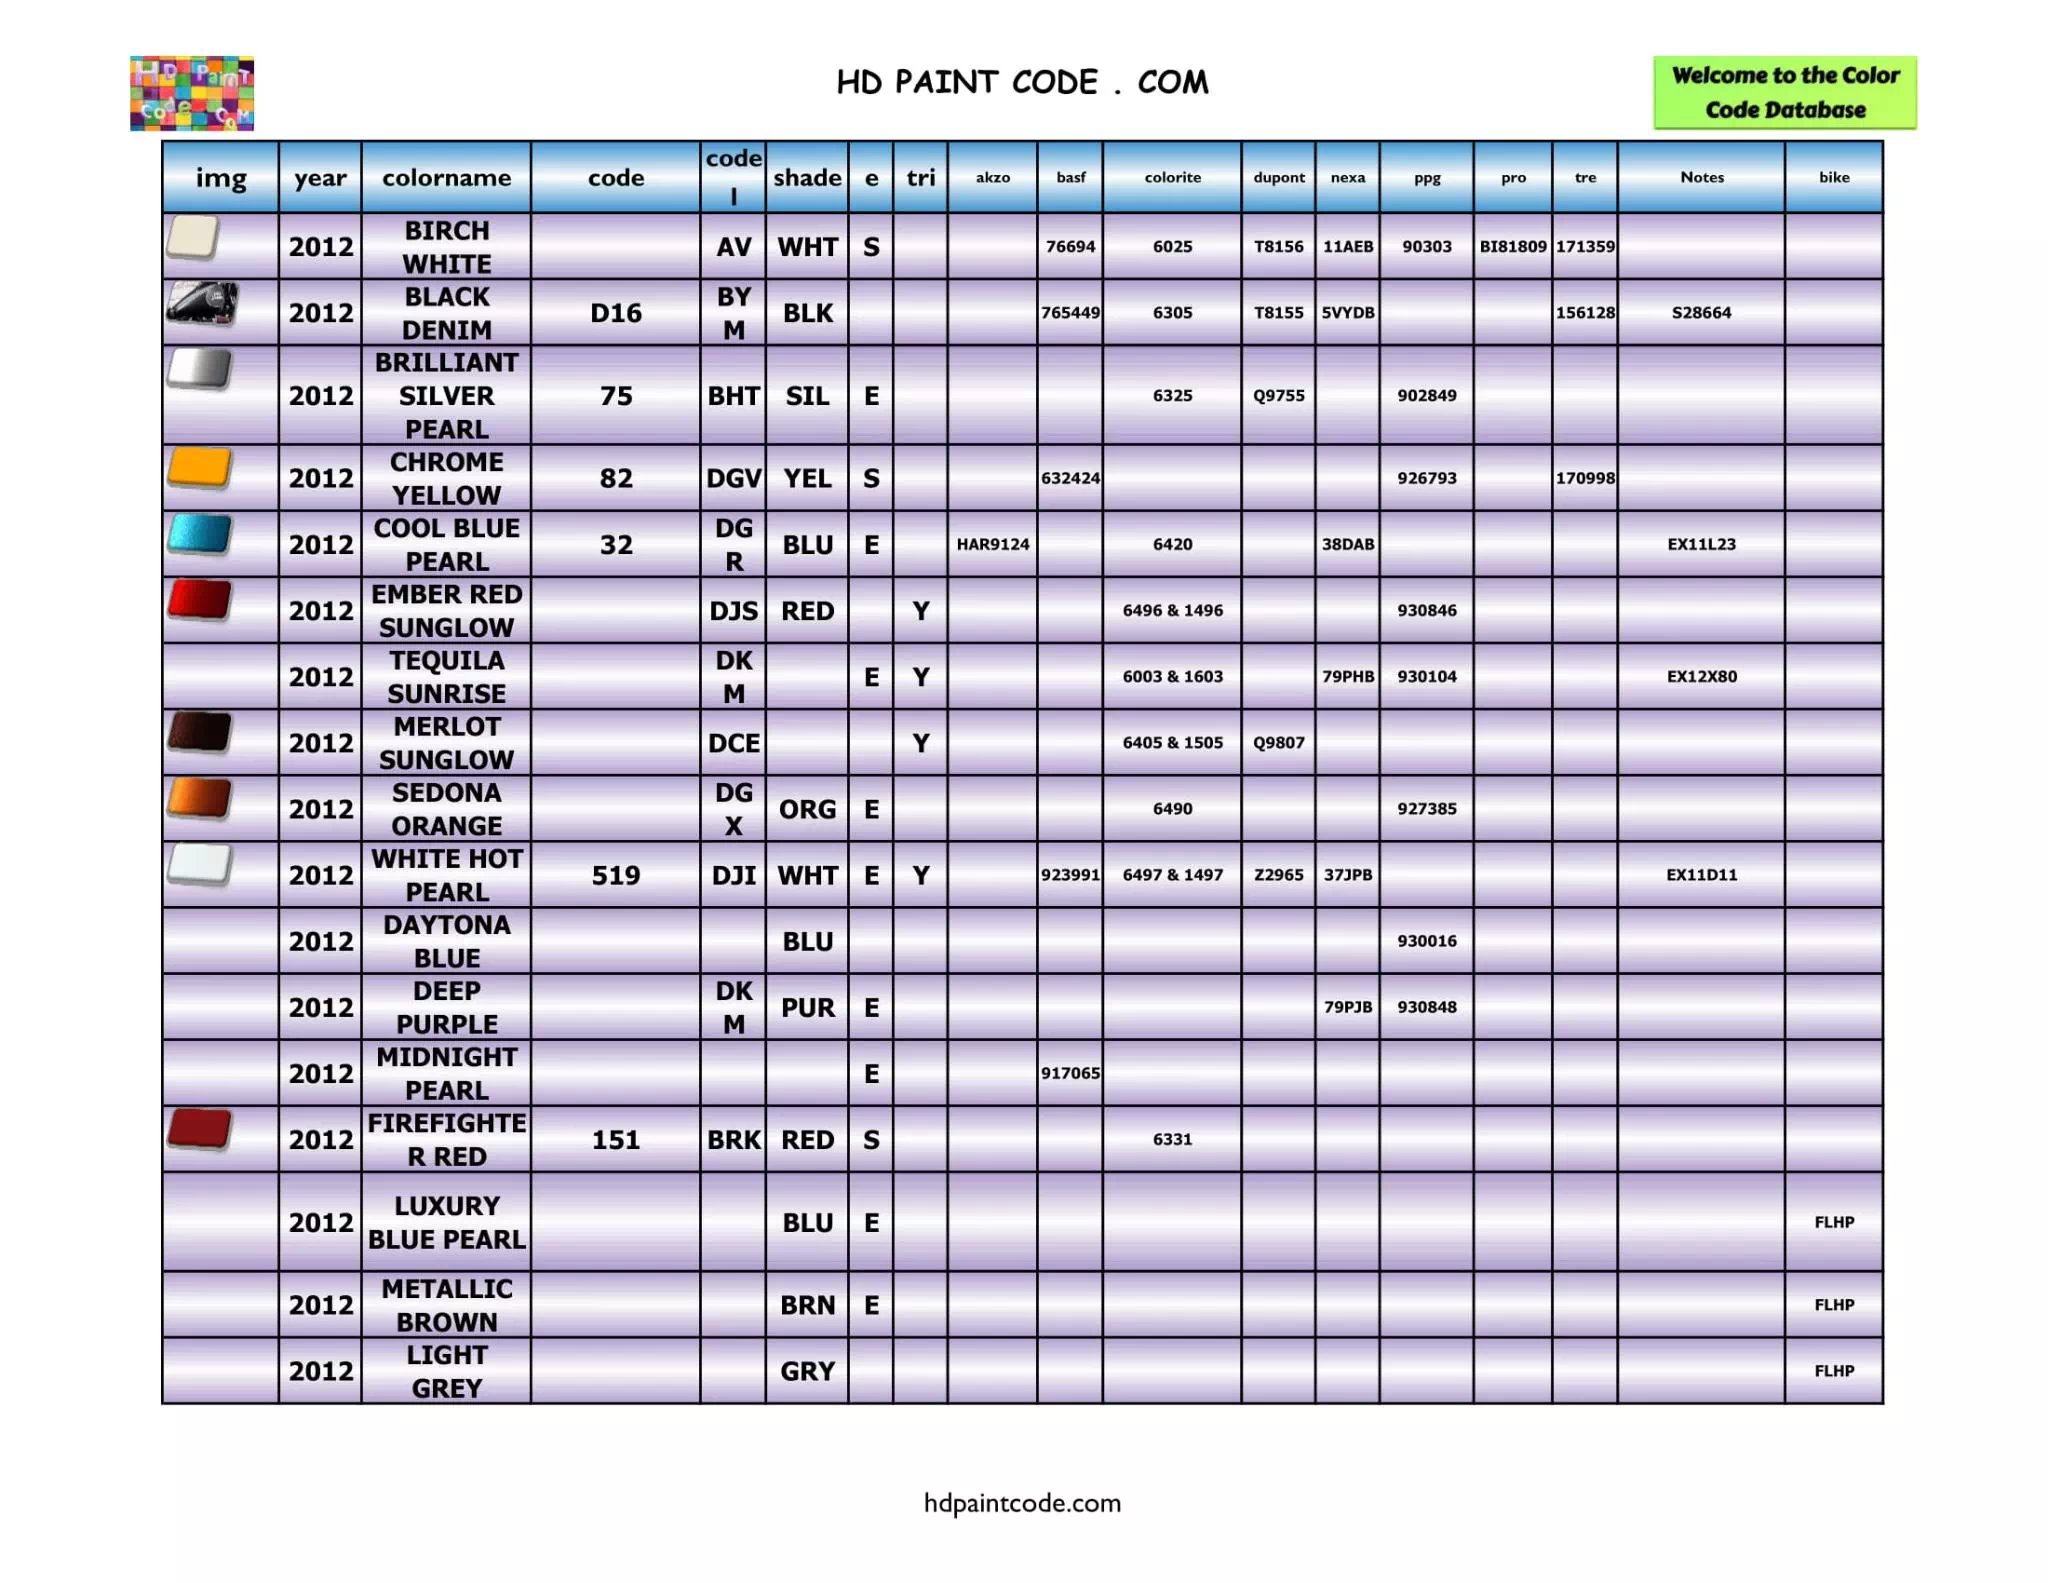 HD Paint
Code
COM
HD PAINT CODE . COM
Welcome to the Color
Code Database
img year colorname code code l shade e tri akzo basf colorite dupont nexa ppg pro tre Notes bike
2012 BIRCH WHITE AV WHT S 76694 6025 T8156 11AEB 90303 BI81809 171359
2012 BLACK DENIM D16 BY M BLK 765449 6305 T8155 5VYDB 156128 S28664
2012 BRILLIANT SILVER PEARL 75 BHT SIL E 6325 Q9755 902849
2012 CHROME YELLOW 82 DGV YEL S 632424 926793 170998
2012 COOL BLUE PEARL 32 DG R BLU E HAR9124 6420 38DAB EX11L23
2012 EMBER RED SUNGLOW DJS RED Y 6496 & 1496 930846
2012 TEQUILA SUNRISE DK M E Y 6003 & 1603 79PHB 930104 EX12X80
2012 MERLOT SUNGLOW DCE Y 6405 & 1505 Q9807
2012 SEDONA ORANGE DG X ORG E 6490 927385
2012 WHITE HOT PEARL 519 DJI WHT E Y 923991 6497 & 1497 Z2965 37JPB EX11D11
2012 DAYTONA BLUE BLU 930016
2012 DEEP PURPLE DK M PUR E 79PJB 930848
2012 MIDNIGHT PEARL E 917065
2012 FIREFIGHTE R RED 151 BRK RED S 6331
2012 LUXURY BLUE PEARL BLU E FLHP
2012 METALLIC BROWN BRN E FLHP
2012 LIGHT GREY GRY FLHP
hdpaintcode.com